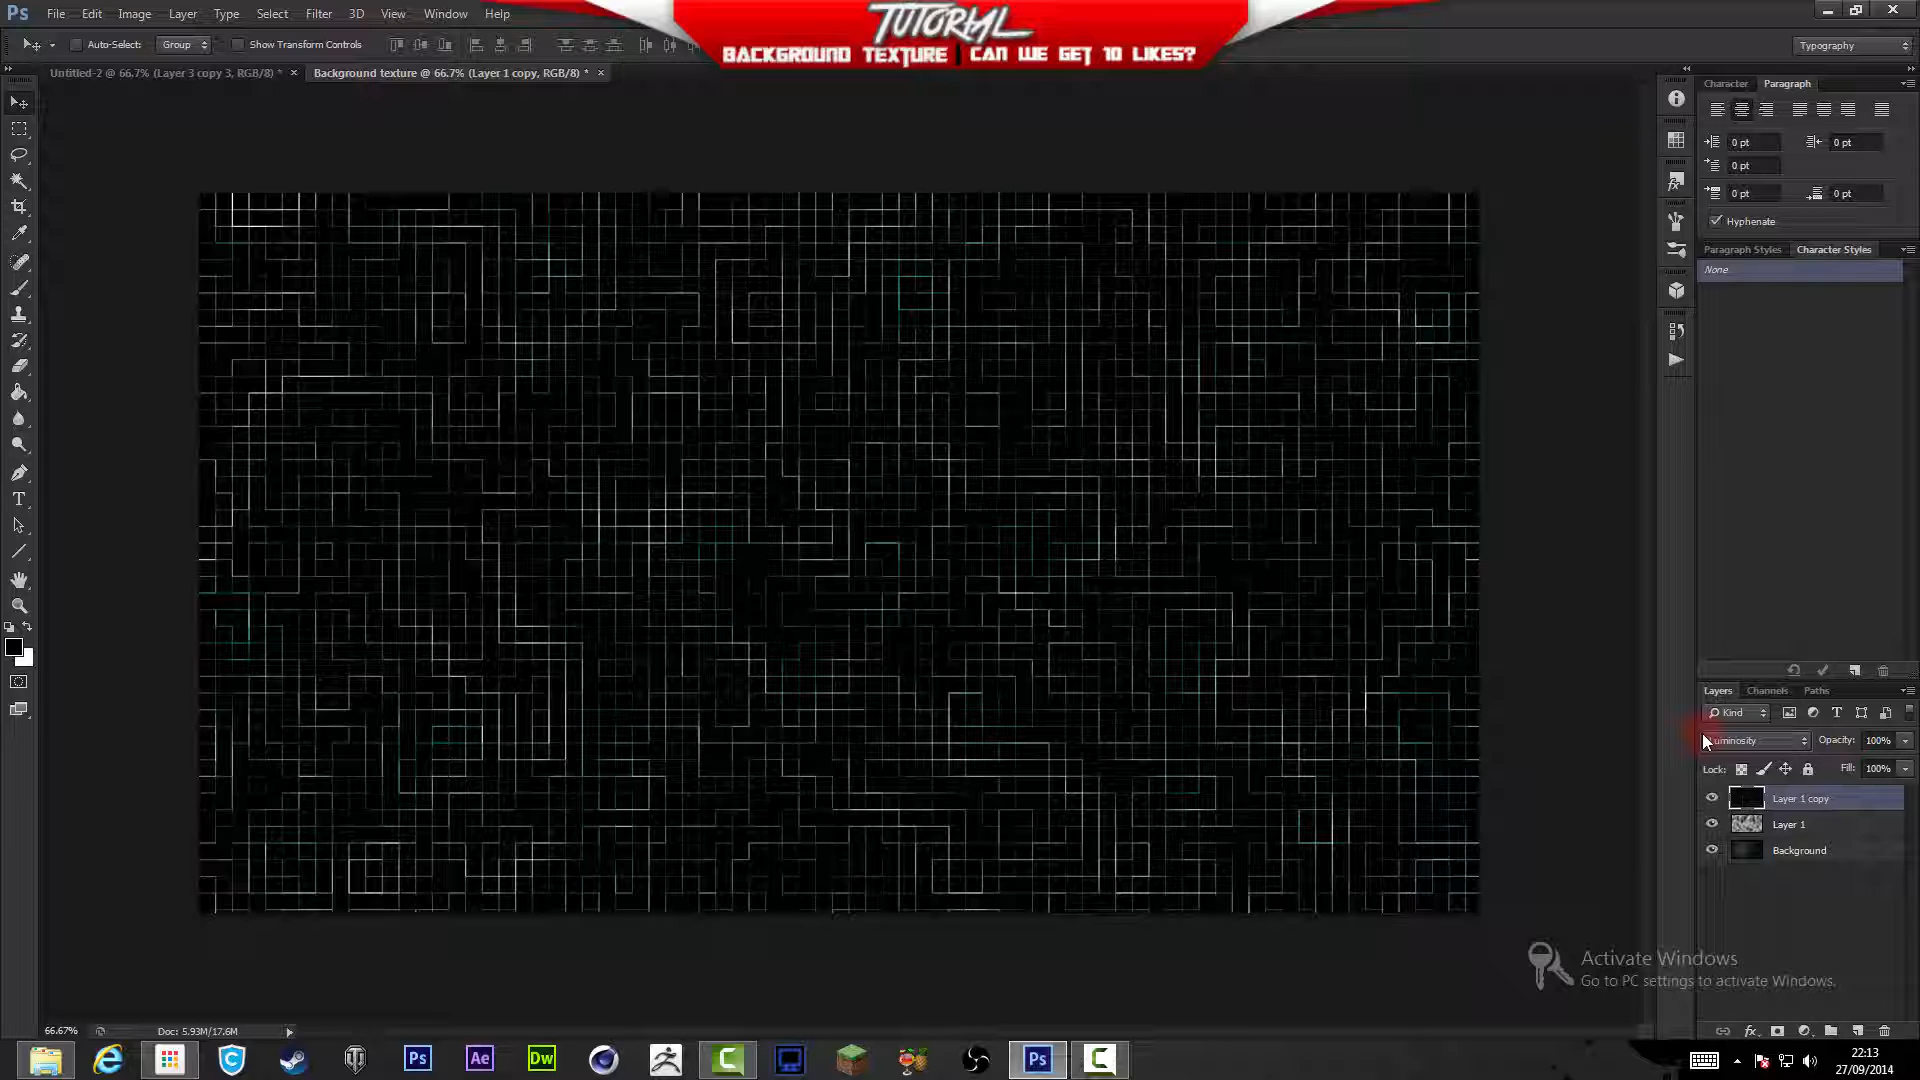 Ps File Edit Image Layer Type Select Filter 3D View Window Help
TUTORIAL
BACKGROUND TEXTURE | CAN WE GET 10 LIKES?
Auto-Select: Group Show Transform Controls
Typography
Untitled-2 @ 66.7% (Layer 3 copy 3, RGB/8) * ×
Background texture @ 66.7% (Layer 1 copy, RGB/8) * ×
Character Paragraph
0 pt 0 pt
0 pt
0 pt 0 pt
Hyphenate
Paragraph Styles Character Styles
None
Layers Channels Paths
Kind
Luminosity Opacity: 100%
Lock: Fill: 100%
Layer 1 copy
Layer 1
Background
Activate Windows
Go to PC settings to activate Windows.
66.67% Doc: 5.93M/17.6M
Ps Ae Dw Ps
22:13
27/09/2014